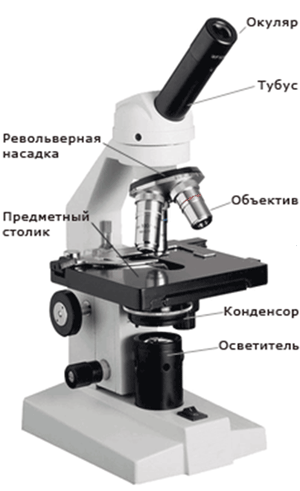 Окуляр
Тубус
Револьверная
насадка
Объектив
Предметный
столик
Конденсор
Осветитель